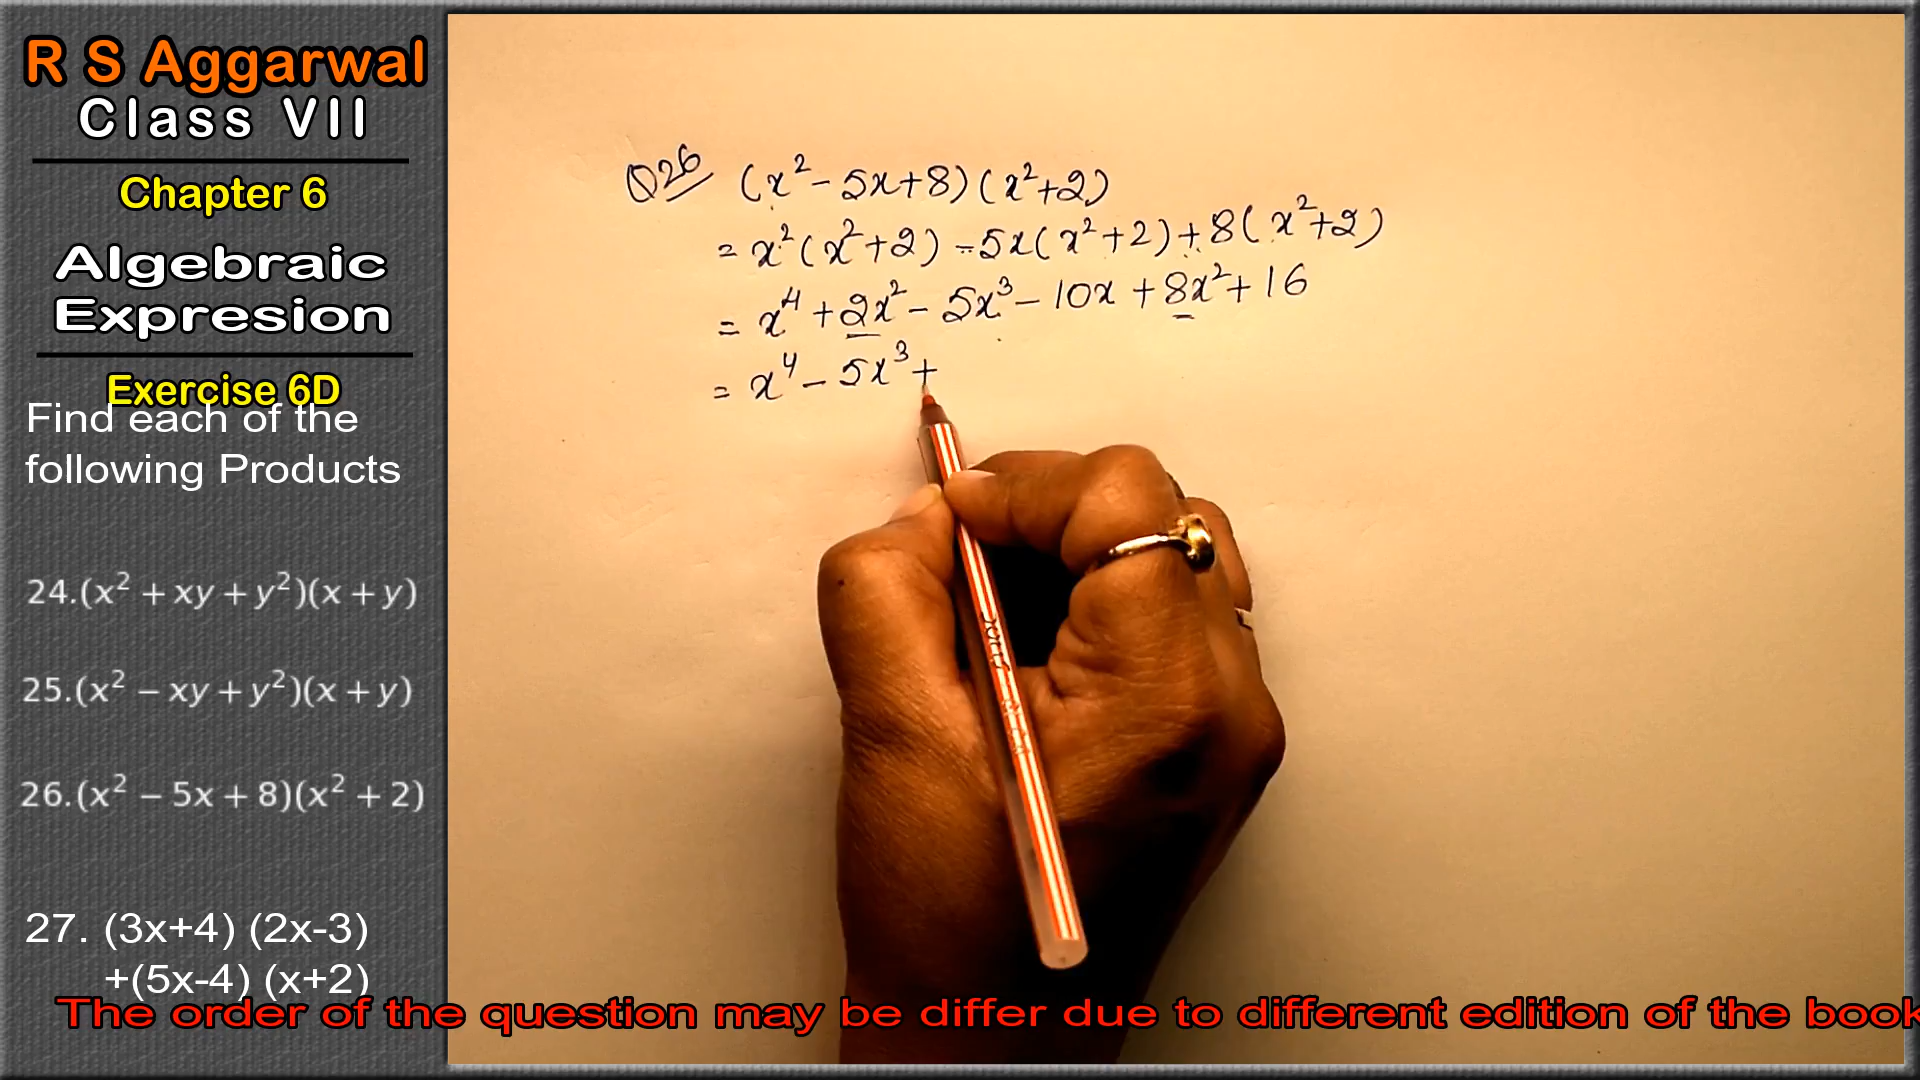 R S Aggarwal
Class VII
Chapter 6
Algebraic
Expresion
Exercise 6D
Find each of the
following Products
24.(x² + xy + y²)(x + y)
25.(x² − xy + y²)(x + y)
26.(x² − 5x + 8)(x² + 2)
27. (3x+4) (2x-3)
+(5x-4) (x+2)
Q26 (x² - 5x+8) (x²+2)
= x² (x²+2) - 5x (x²+2) + 8 (x²+2)
= x⁴ + 2x² - 5x³ - 10x + 8x² + 16
= x⁴ - 5x³ +
The order of the question may be differ due to different edition of the book